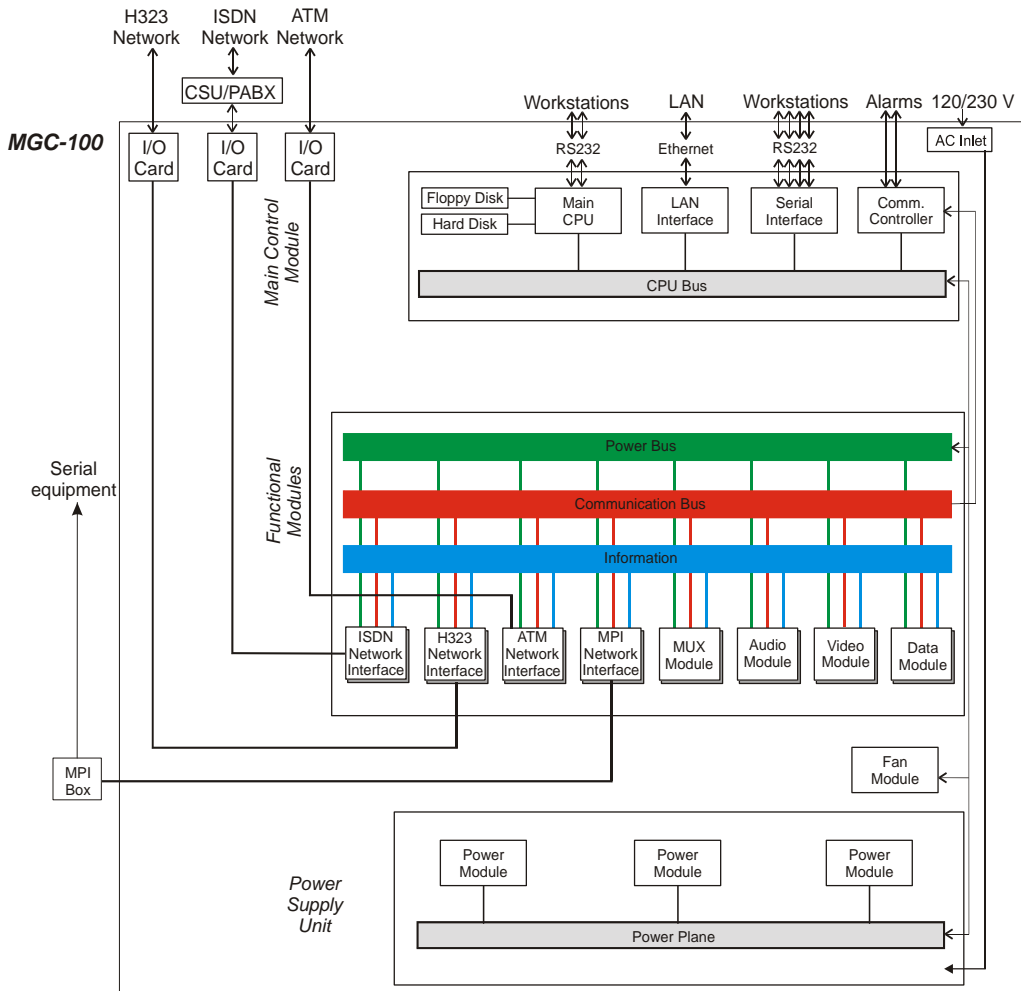 H323
Network
ISDN
Network
ATM
Network
CSU/PABX
Workstations
LAN
Workstations
Alarms
120/230 V
MGC-100
I/O
Card
I/O
Card
I/O
Card
RS232
Ethernet
RS232
AC Inlet
Floppy Disk
Hard Disk
Main
CPU
LAN
Interface
Serial
Interface
Comm.
Controller
Main Control
Module
CPU Bus
Power Bus
Serial
equipment
Functional
Modules
Communication Bus
Information
ISDN
Network
Interface
H323
Network
Interface
ATM
Network
Interface
MPI
Network
Interface
MUX
Module
Audio
Module
Video
Module
Data
Module
MPI
Box
Fan
Module
Power
Module
Power
Module
Power
Module
Power
Supply
Unit
Power Plane